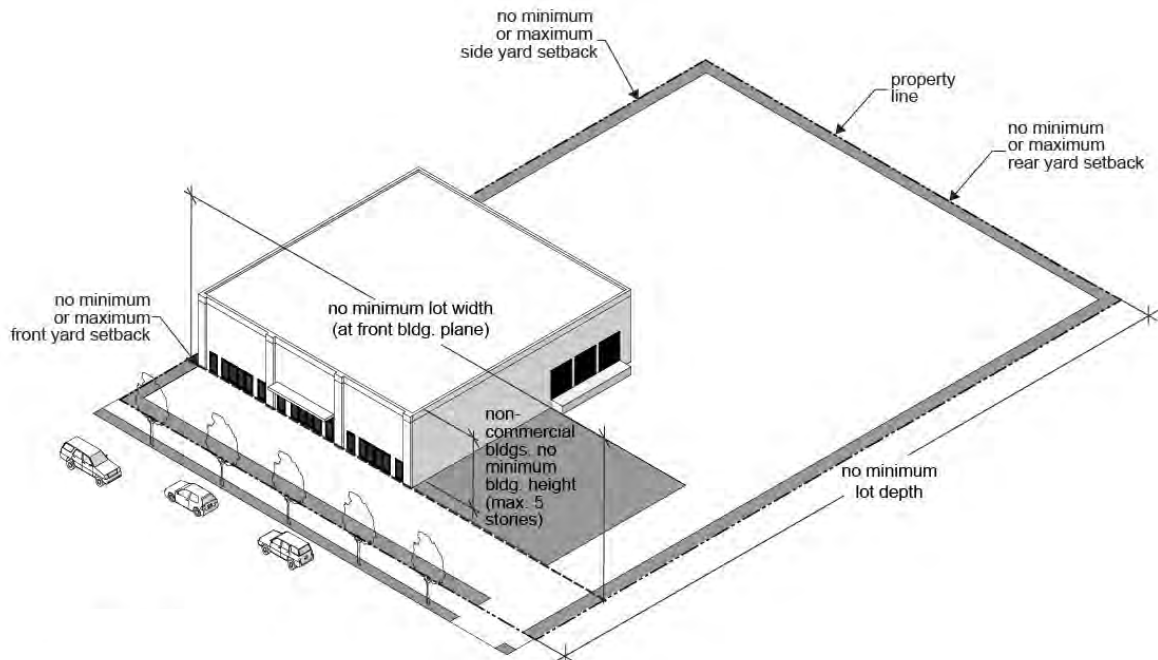 no minimum
or maximum
side yard setback
property
line
no minimum
or maximum
rear yard setback
no minimum
or maximum
front yard setback
no minimum lot width
(at front bldg. plane)
non-
commercial
bldgs. no
minimum
bldg. height
(max. 5
stories)
no minimum
lot depth